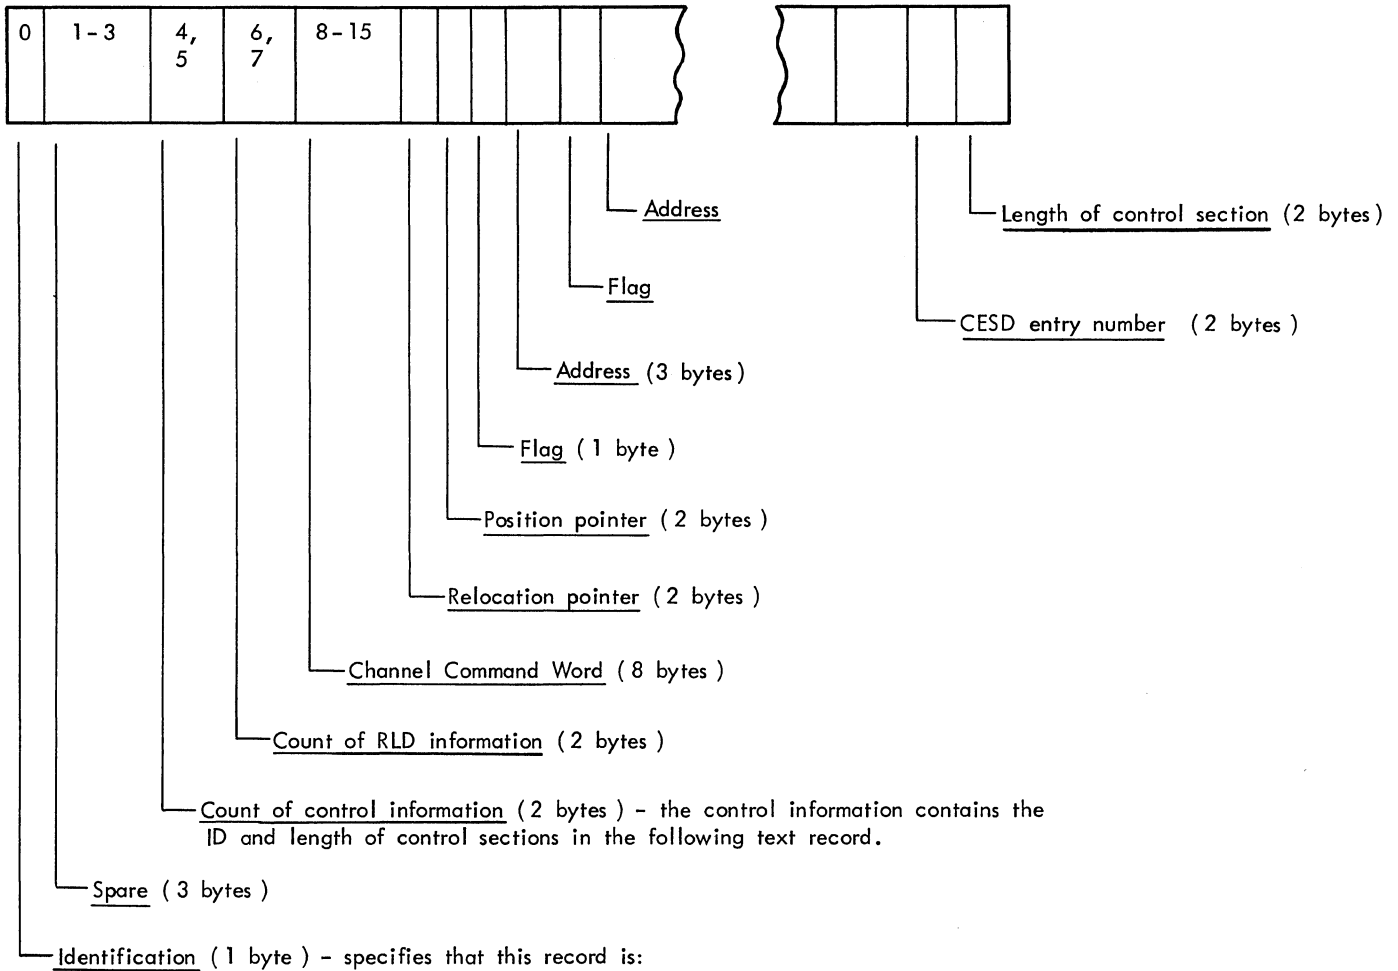 0
1-3
4,
5
6,
7
8-15
Address
Length of control section (2 bytes)
Flag
CESD entry number (2 bytes)
Address (3 bytes)
Flag (1 byte)
Position pointer (2 bytes)
Relocation pointer (2 bytes)
Channel Command Word (8 bytes)
Count of RLD information (2 bytes)
Count of control information (2 bytes) - the control information contains the
ID and length of control sections in the following text record.
Spare (3 bytes)
Identification (1 byte) - specifies that this record is: